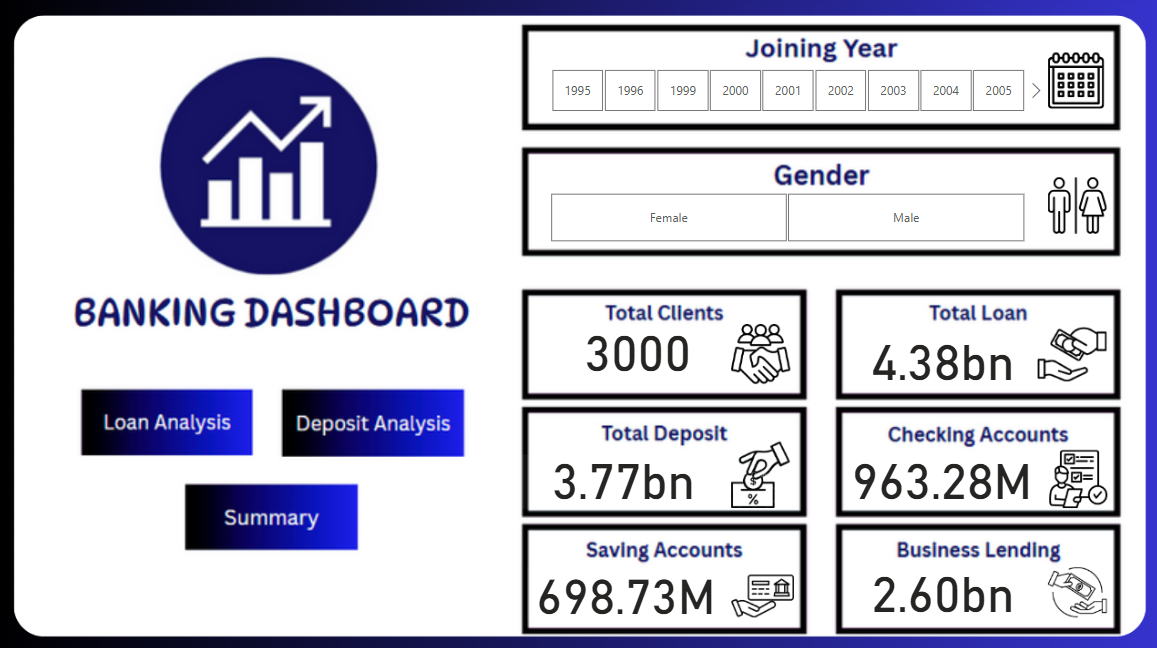 BANKING DASHBOARD
Loan Analysis
Deposit Analysis
Summary
Joining Year
1995 1996 1999 2000 2001 2002 2003 2004 2005
Gender
Female Male
Total Clients
3000
Total Loan
4.38bn
Total Deposit
3.77bn
$
%
Checking Accounts
963.28M
Saving Accounts
698.73M
Business Lending
2.60bn